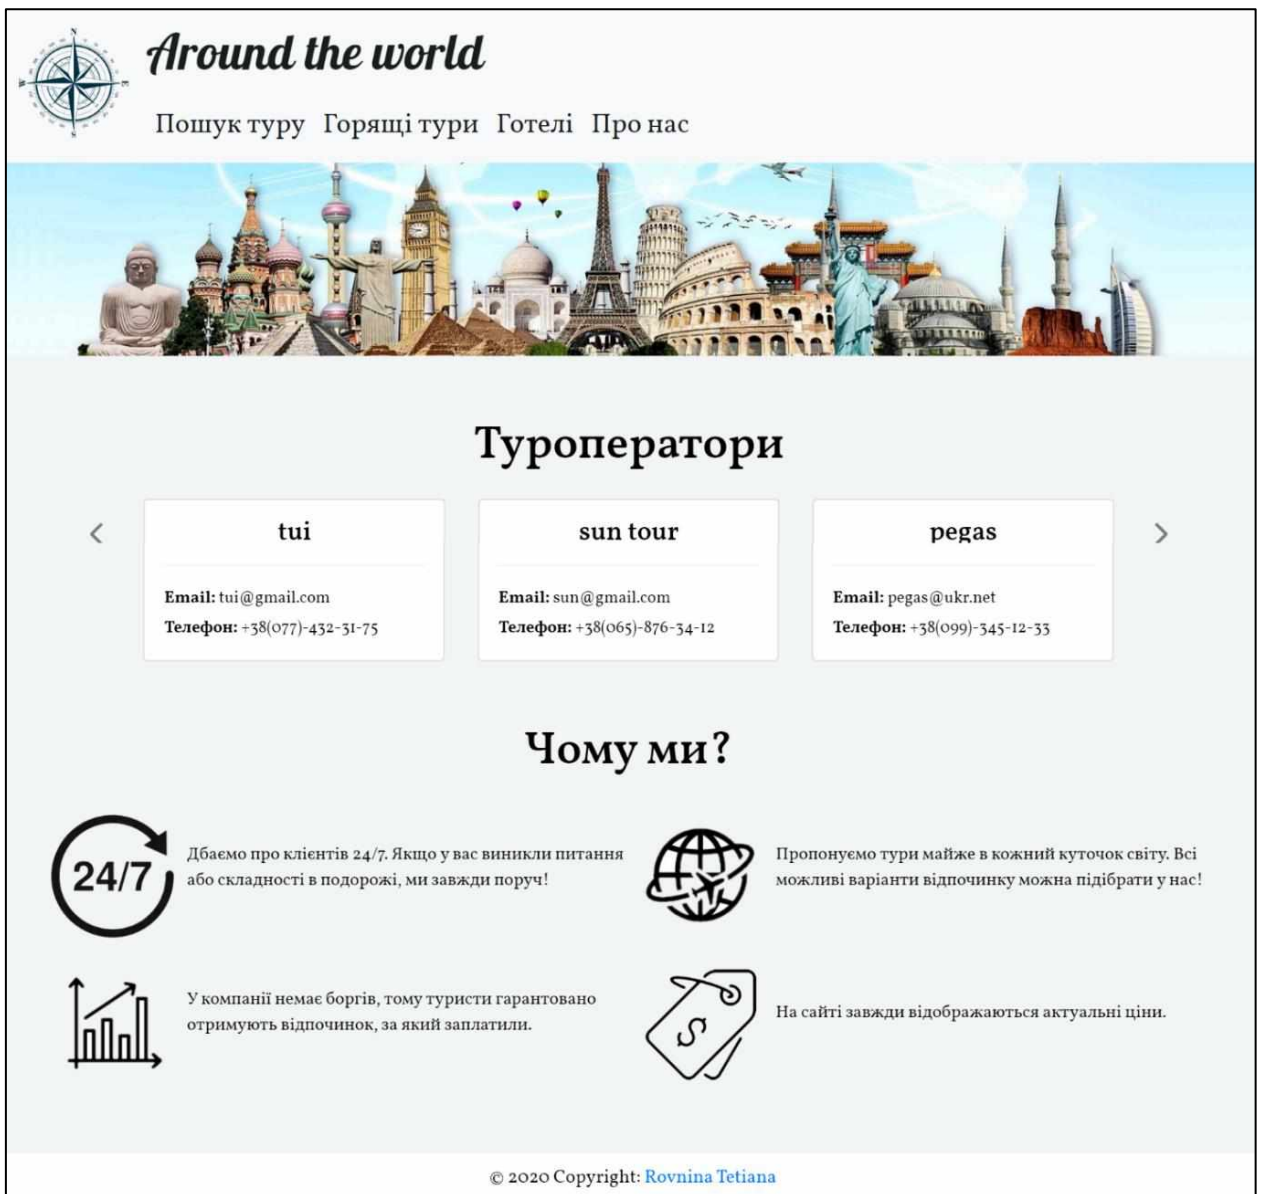 N
W
E
S
Around the world
Пошук туру Горящі тури Готелі Про нас
Туроператори
tui
Email: tui@gmail.com
Телефон: +38(077)-432-31-75
sun tour
Email: sun@gmail.com
Телефон: +38(065)-876-34-12
pegas
Email: pegas@ukr.net
Телефон: +38(099)-345-12-33
Чому ми?
24/7
Дбаємо про клієнтів 24/7. Якщо у вас виникли питання
або складності в подорожі, ми завжди поруч!
Пропонуємо тури майже в кожний куточок світу. Всі
можливі варіанти відпочинку можна підібрати у нас!
У компанії немає боргів, тому туристи гарантовано
отримують відпочинок, за який заплатили.
$
На сайті завжди відображаються актуальні ціни.
© 2020 Copyright: Rovnina Tetiana